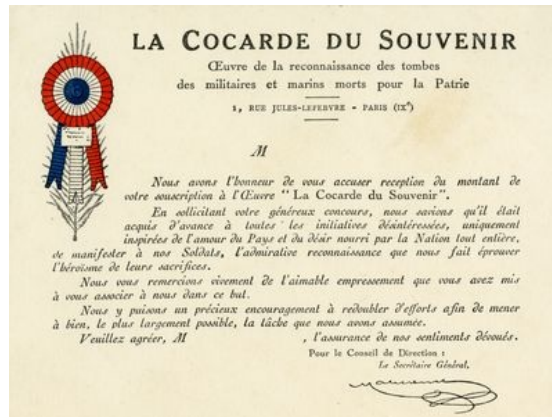 LA COCARDE DU SOUVENIR
Œuvre de la reconnaissance des tombes
des militaires et marins morts pour la Patrie
1, RUE JULES-LEFEBVRE - PARIS (IXᵉ)
M
Nous avons l'honneur de vous accuser reception du montant de
votre souscription à l'Œuvre "La Cocarde du Souvenir".
En sollicitant votre généreux concours, nous savions qu'il était
acquis d'avance à toutes les initiatives désintéressées, uniquement
inspirées de l'amour du Pays et du désir nourri par la Nation tout entière,
de manifester à nos Soldats, l'admirative reconnaissance que nous fait éprouver
l'héroïsme de leurs sacrifices.
Nous vous remercions vivement de l'aimable empressement que vous avez mis
à vous associer à nous dans ce but.
Nous y puisons un précieux encouragement à redoubler d'efforts afin de mener
à bien, le plus largement possible, la tâche que nous avons assumée.
Veuillez agréer, M , l'assurance de nos sentiments dévoués.
Pour le Conseil de Direction :
Le Secrétaire Général,